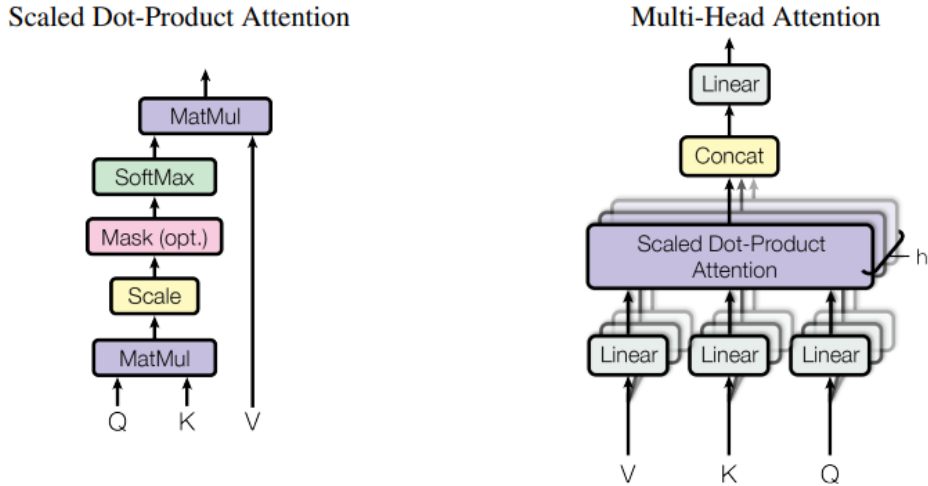 Scaled Dot-Product Attention
MatMul
SoftMax
Mask (opt.)
Scale
MatMul
Q K V
Multi-Head Attention
Linear
Concat
Scaled Dot-Product
Attention
h
Linear Linear Linear
V K Q